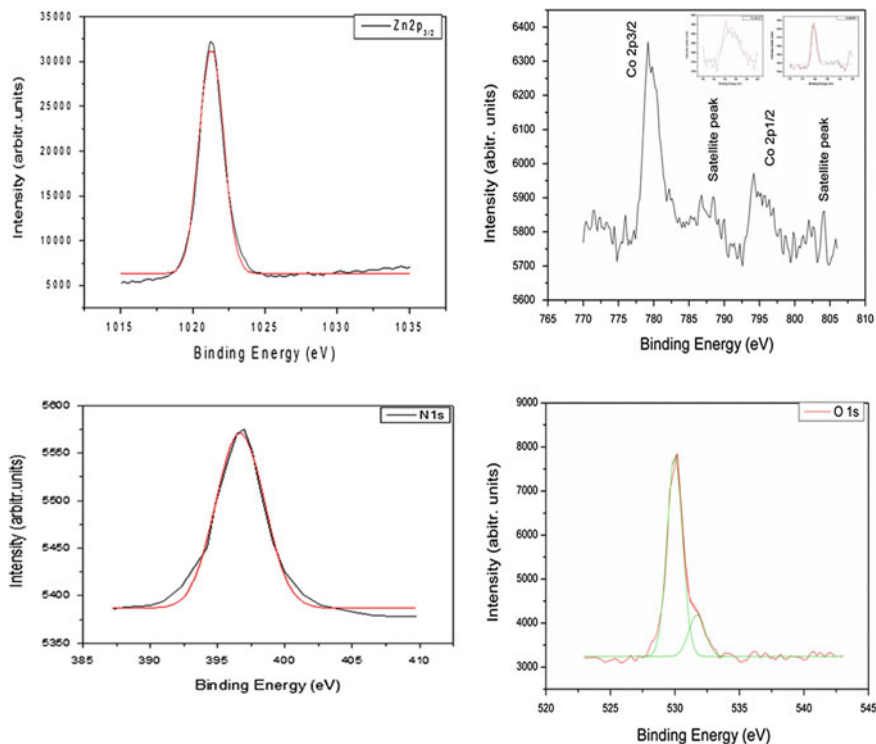 Zn2p3/2
35000
30000
25000
20000
15000
10000
5000
Intensity (arbitr.units)
1015 1020 1025 1030 1035
Binding Energy (eV)
6400
6300
6200
6100
6000
5900
5800
5700
5600
Intensity (abitr. units)
Co 2p3/2
Satellite peak
Co 2p1/2
Satellite peak
765 770 775 780 785 790 795 800 805 810
Binding Energy (eV)
N1s
5600
5550
5500
5450
5400
5350
Intensity (arbitr.units)
385 390 395 400 405 410
Binding Energy (eV)
O 1s
9000
8000
7000
6000
5000
4000
3000
Intensity (abitr. units)
520 525 530 535 540 545
Binding Energy (eV)